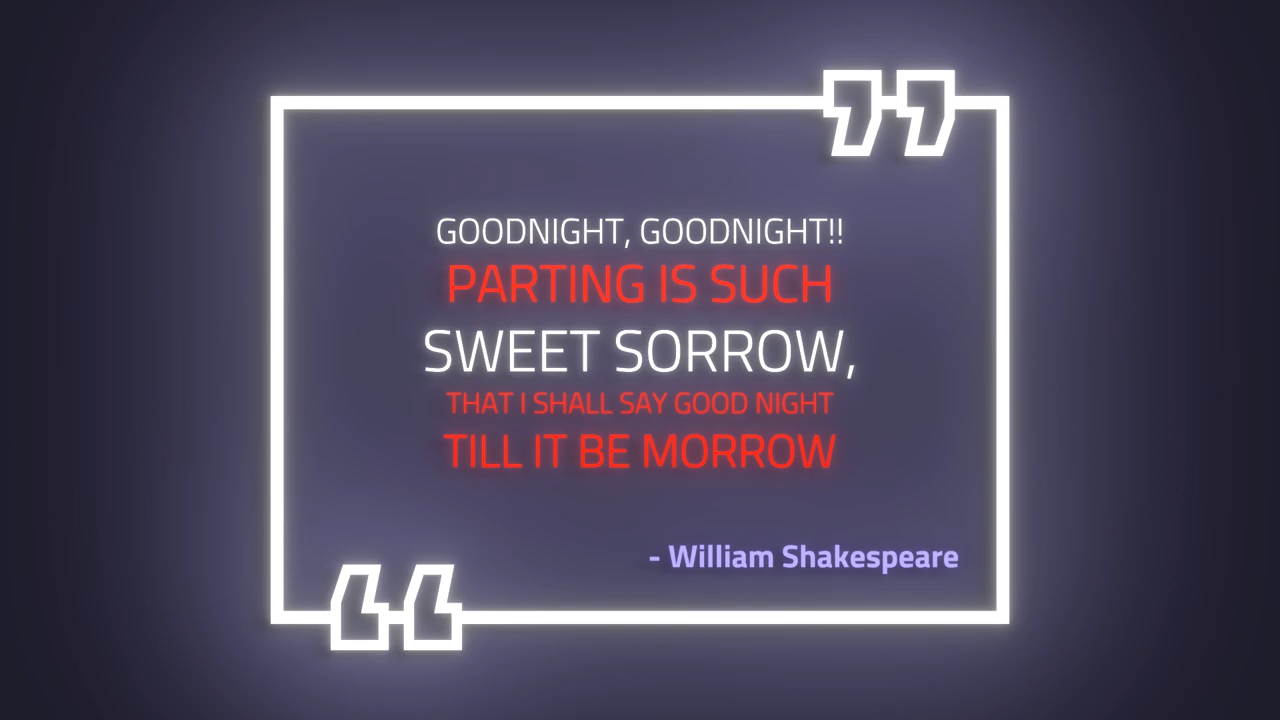 GOODNIGHT, GOODNIGHT!!
PARTING IS SUCH
SWEET SORROW,
THAT I SHALL SAY GOOD NIGHT
TILL IT BE MORROW
- William Shakespeare